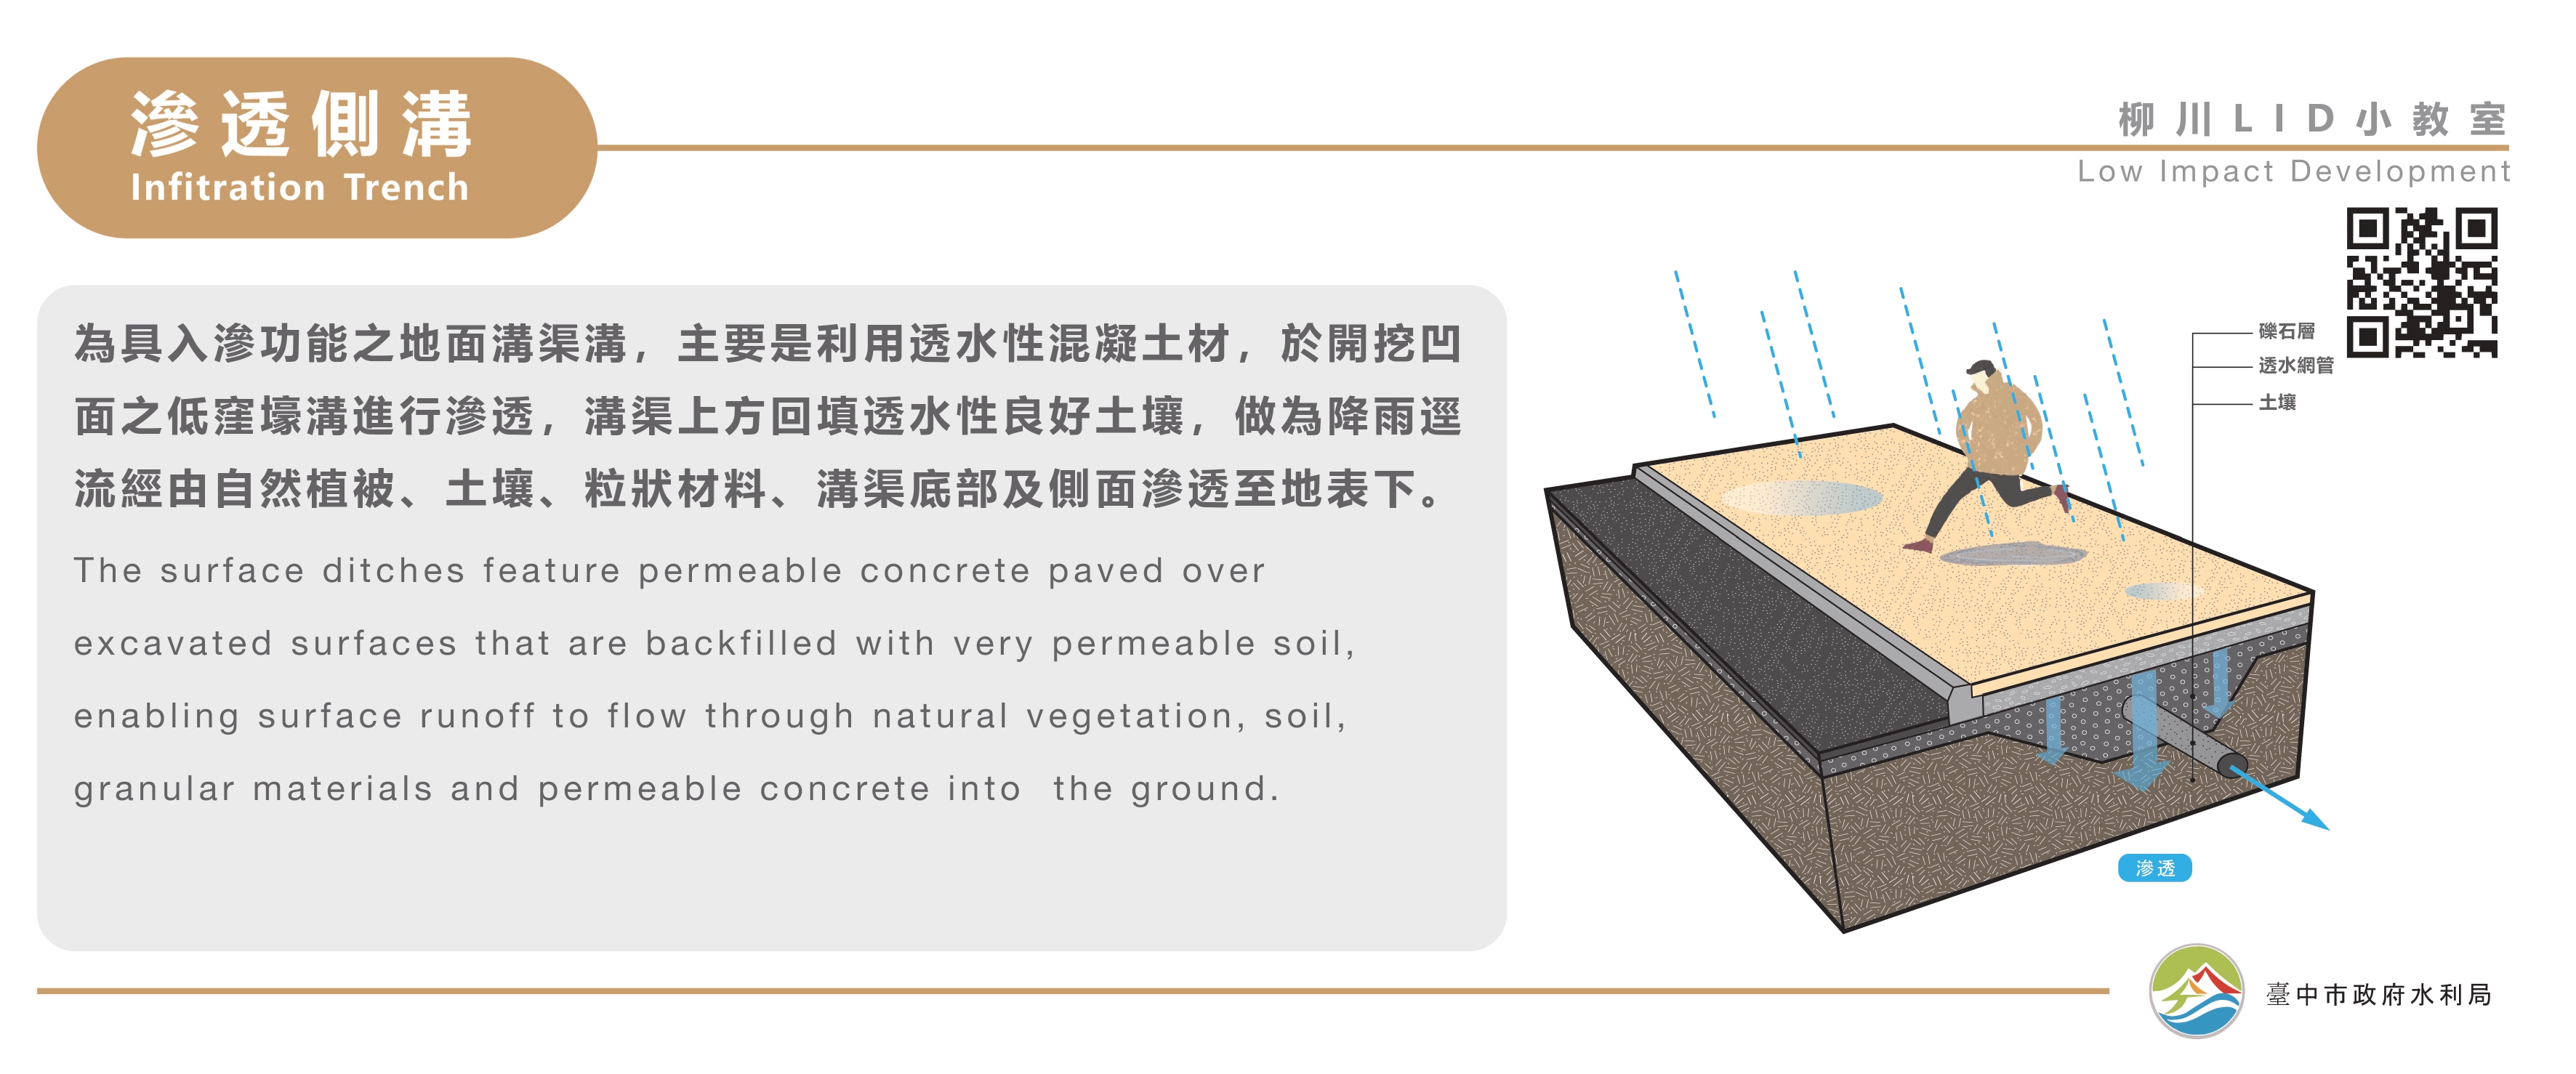 滲透側溝
Infitration Trench
柳川LID小教室
Low Impact Development
為具入滲功能之地面溝渠溝，主要是利用透水性混凝土材，於開挖凹
面之低窪壕溝進行滲透，溝渠上方回填透水性良好土壤，做為降雨逕
流經由自然植被、土壤、粒狀材料、溝渠底部及側面滲透至地表下。
The surface ditches feature permeable concrete paved over
excavated surfaces that are backfilled with very permeable soil,
enabling surface runoff to flow through natural vegetation, soil,
granular materials and permeable concrete into the ground.
礫石層
透水網管
土壤
滲透
臺中市政府水利局